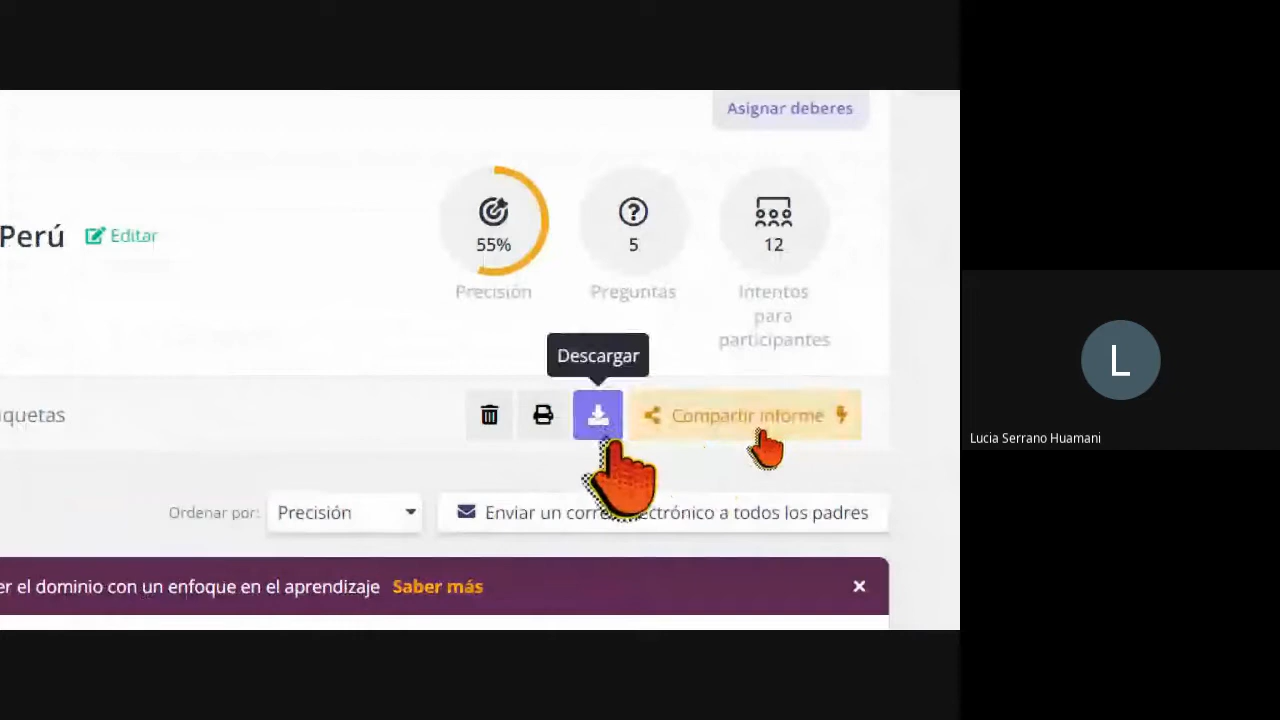 Asignar deberes
Perú
Editar
55%
5
12
Precisión
Preguntas
Intentos
para
participantes
Descargar
quetas
Compartir informe
Ordenar por:
Precisión
Enviar un correo electrónico a todos los padres
er el dominio con un enfoque en el aprendizaje Saber más
L
Lucia Serrano Huamani